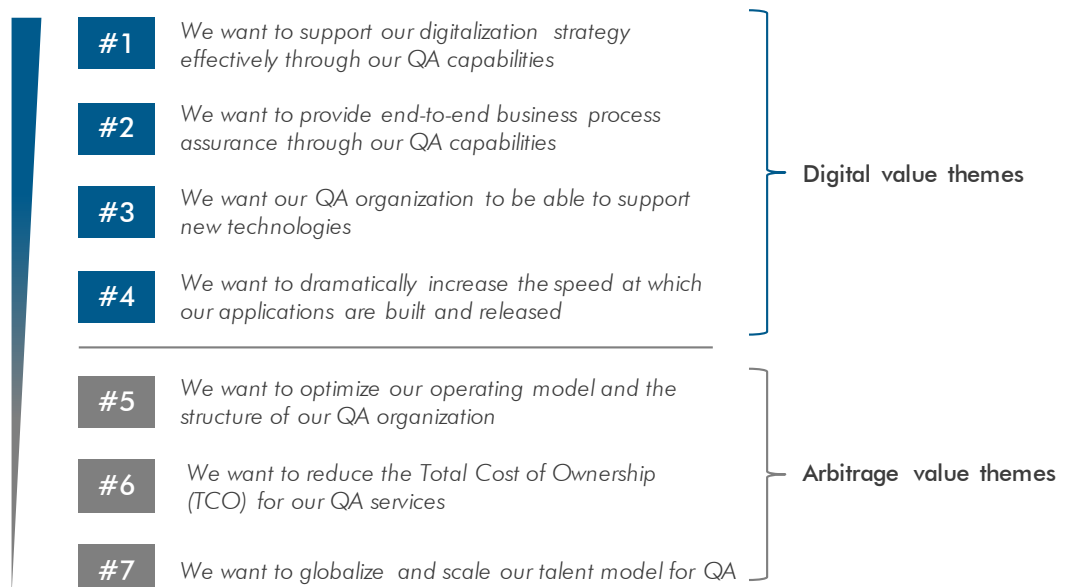 #1
We want to support our digitalization strategy
effectively through our QA capabilities
#2
We want to provide end-to-end business process
assurance through our QA capabilities
#3
We want our QA organization to be able to support
new technologies
#4
We want to dramatically increase the speed at which
our applications are built and released
Digital value themes
#5
We want to optimize our operating model and the
structure of our QA organization
#6
We want to reduce the Total Cost of Ownership
(TCO) for our QA services
#7
We want to globalize and scale our talent model for QA
Arbitrage value themes